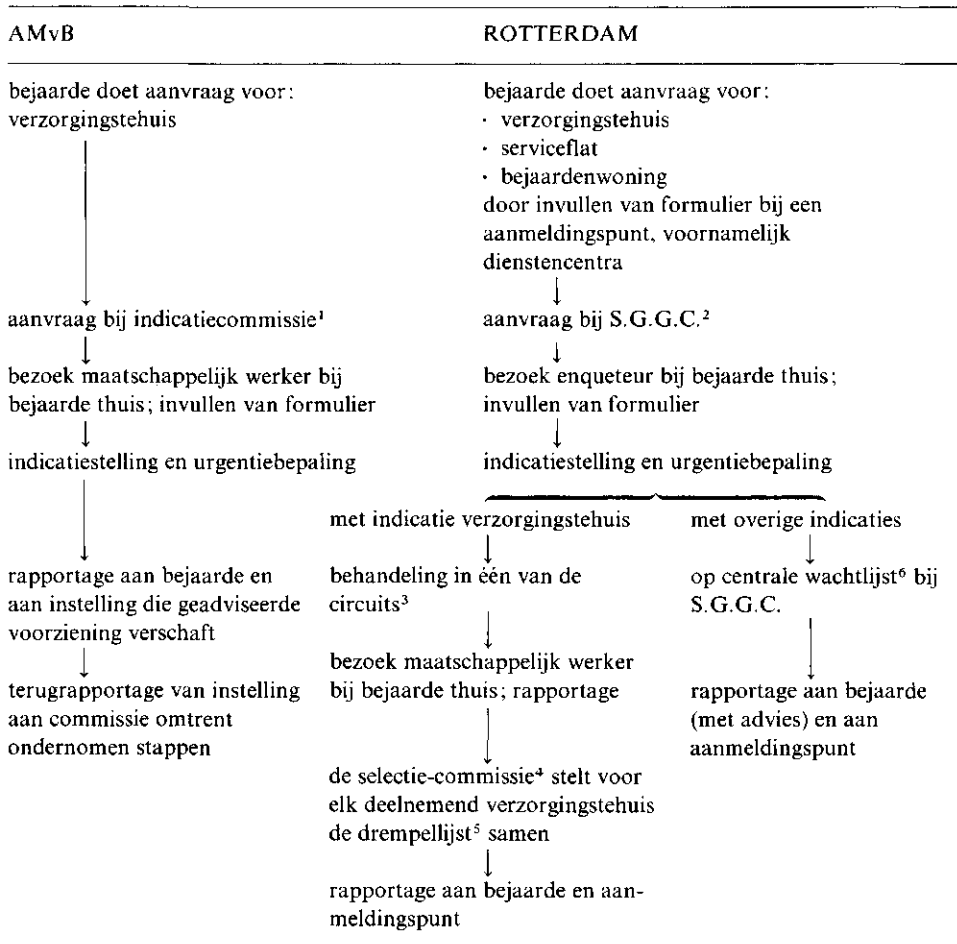 AMvB
ROTTERDAM
bejaarde doet aanvraag voor:
verzorgingstehuis
bejaarde doet aanvraag voor:
· verzorgingstehuis
· serviceflat
· bejaardenwoning
door invullen van formulier bij een
aanmeldingspunt, voornamelijk
dienstencentra
aanvraag bij indicatiecommissie¹
aanvraag bij S.G.G.C.²
bezoek maatschappelijk werker bij
bejaarde thuis; invullen van formulier
bezoek enqueteur bij bejaarde thuis;
invullen van formulier
indicatiestelling en urgentiebepaling
indicatiestelling en urgentiebepaling
met indicatie verzorgingstehuis
met overige indicaties
rapportage aan bejaarde en
aan instelling die geadviseerde
voorziening verschaft
behandeling in één van de
circuits³
op centrale wachtlijst⁶ bij
S.G.G.C.
terugrapportage van instelling
aan commissie omtrent
ondernomen stappen
bezoek maatschappelijk werker
bij bejaarde thuis; rapportage
rapportage aan bejaarde
(met advies) en aan
aanmeldingspunt
de selectie-commissie⁴ stelt voor
elk deelnemend verzorgingstehuis
de drempellijst⁵ samen
rapportage aan bejaarde en aan-
meldingspunt